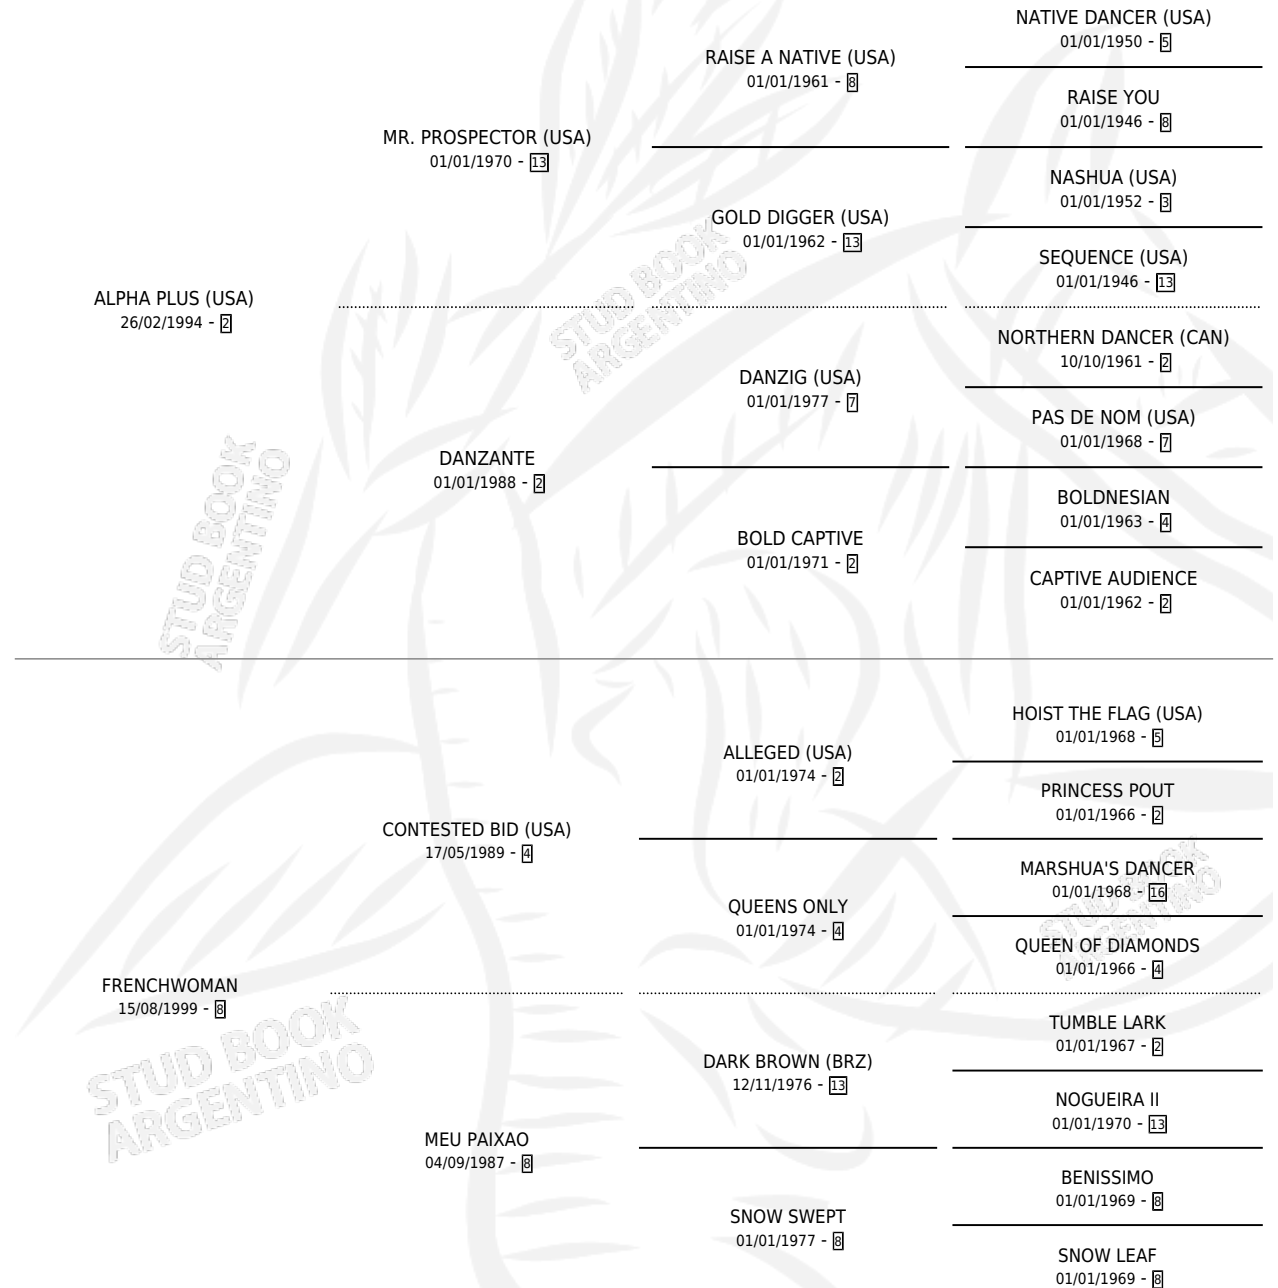 NATIVE DANCER (USA)
01/01/1950 - 5
RAISE A NATIVE (USA)
01/01/1961 - 8
RAISE YOU
01/01/1946 - 8
MR. PROSPECTOR (USA)
01/01/1970 - 13
NASHUA (USA)
01/01/1952 - 3
GOLD DIGGER (USA)
01/01/1962 - 13
SEQUENCE (USA)
01/01/1946 - 13
STUD BOOK
ARGENTINO
ALPHA PLUS (USA)
26/02/1994 - 2
NORTHERN DANCER (CAN)
10/10/1961 - 2
DANZIG (USA)
01/01/1977 - 7
PAS DE NOM (USA)
01/01/1968 - 7
DANZANTE
01/01/1988 - 2
BOLDNESIAN
01/01/1963 - 4
BOLD CAPTIVE
01/01/1971 - 2
CAPTIVE AUDIENCE
01/01/1962 - 2
STUD BOOK
ARGENTINO
HOIST THE FLAG (USA)
01/01/1968 - 5
ALLEGED (USA)
01/01/1974 - 2
PRINCESS POUT
01/01/1966 - 2
CONTESTED BID (USA)
17/05/1989 - 4
MARSHUA'S DANCER
01/01/1968 - 16
STUD BOOK
ARGENTINO
QUEENS ONLY
01/01/1974 - 4
QUEEN OF DIAMONDS
01/01/1966 - 4
FRENCHWOMAN
15/08/1999 - 8
STUD BOOK
ARGENTINO
TUMBLE LARK
01/01/1967 - 2
DARK BROWN (BRZ)
12/11/1976 - 13
NOGUEIRA II
01/01/1970 - 13
MEU PAIXAO
04/09/1987 - 8
BENISSIMO
01/01/1969 - 8
SNOW SWEPT
01/01/1977 - 8
SNOW LEAF
01/01/1969 - 8